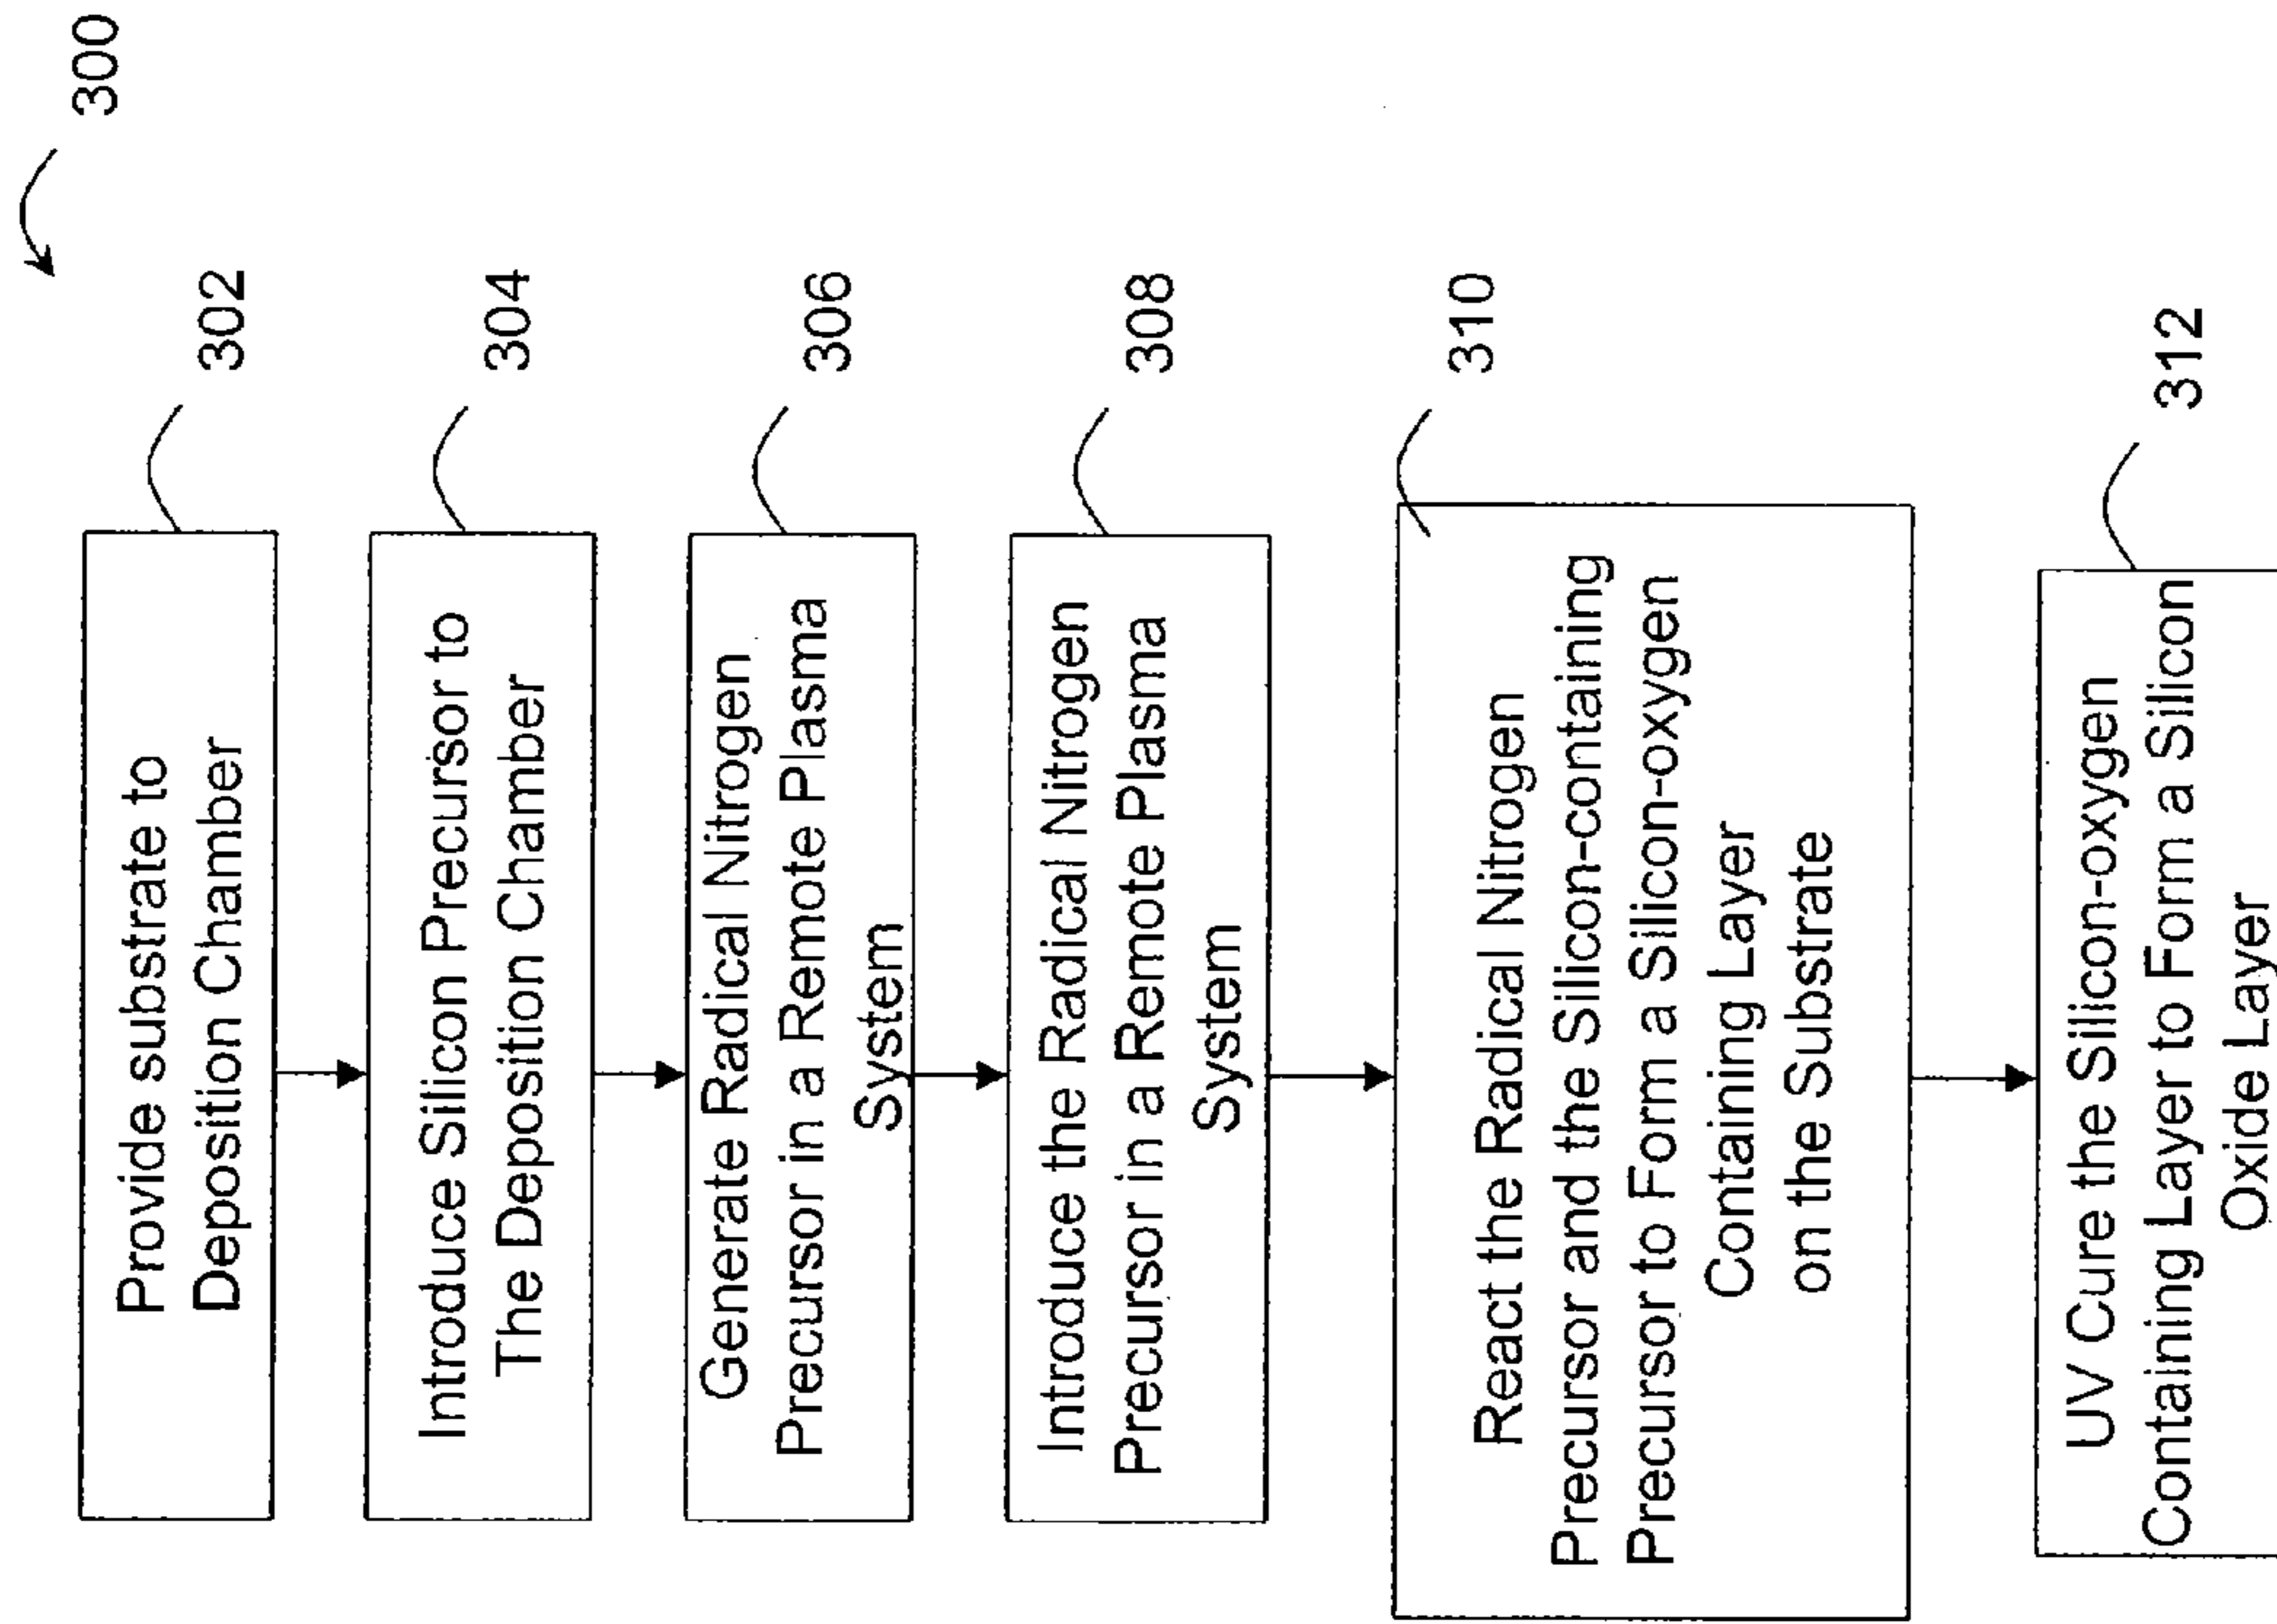 300
Provide substrate to
Deposition Chamber
302
Introduce Silicon Precursor to
The Deposition Chamber
304
Generate Radical Nitrogen
Precursor in a Remote Plasma
System
306
Introduce the Radical Nitrogen
Precursor in a Remote Plasma
System
308
React the Radical Nitrogen
Precursor and the Silicon-containing
Precursor to Form a Silicon-oxygen
Containing Layer
on the Substrate
310
UV Cure the Silicon-oxygen
Containing Layer to Form a Silicon
Oxide Layer
312